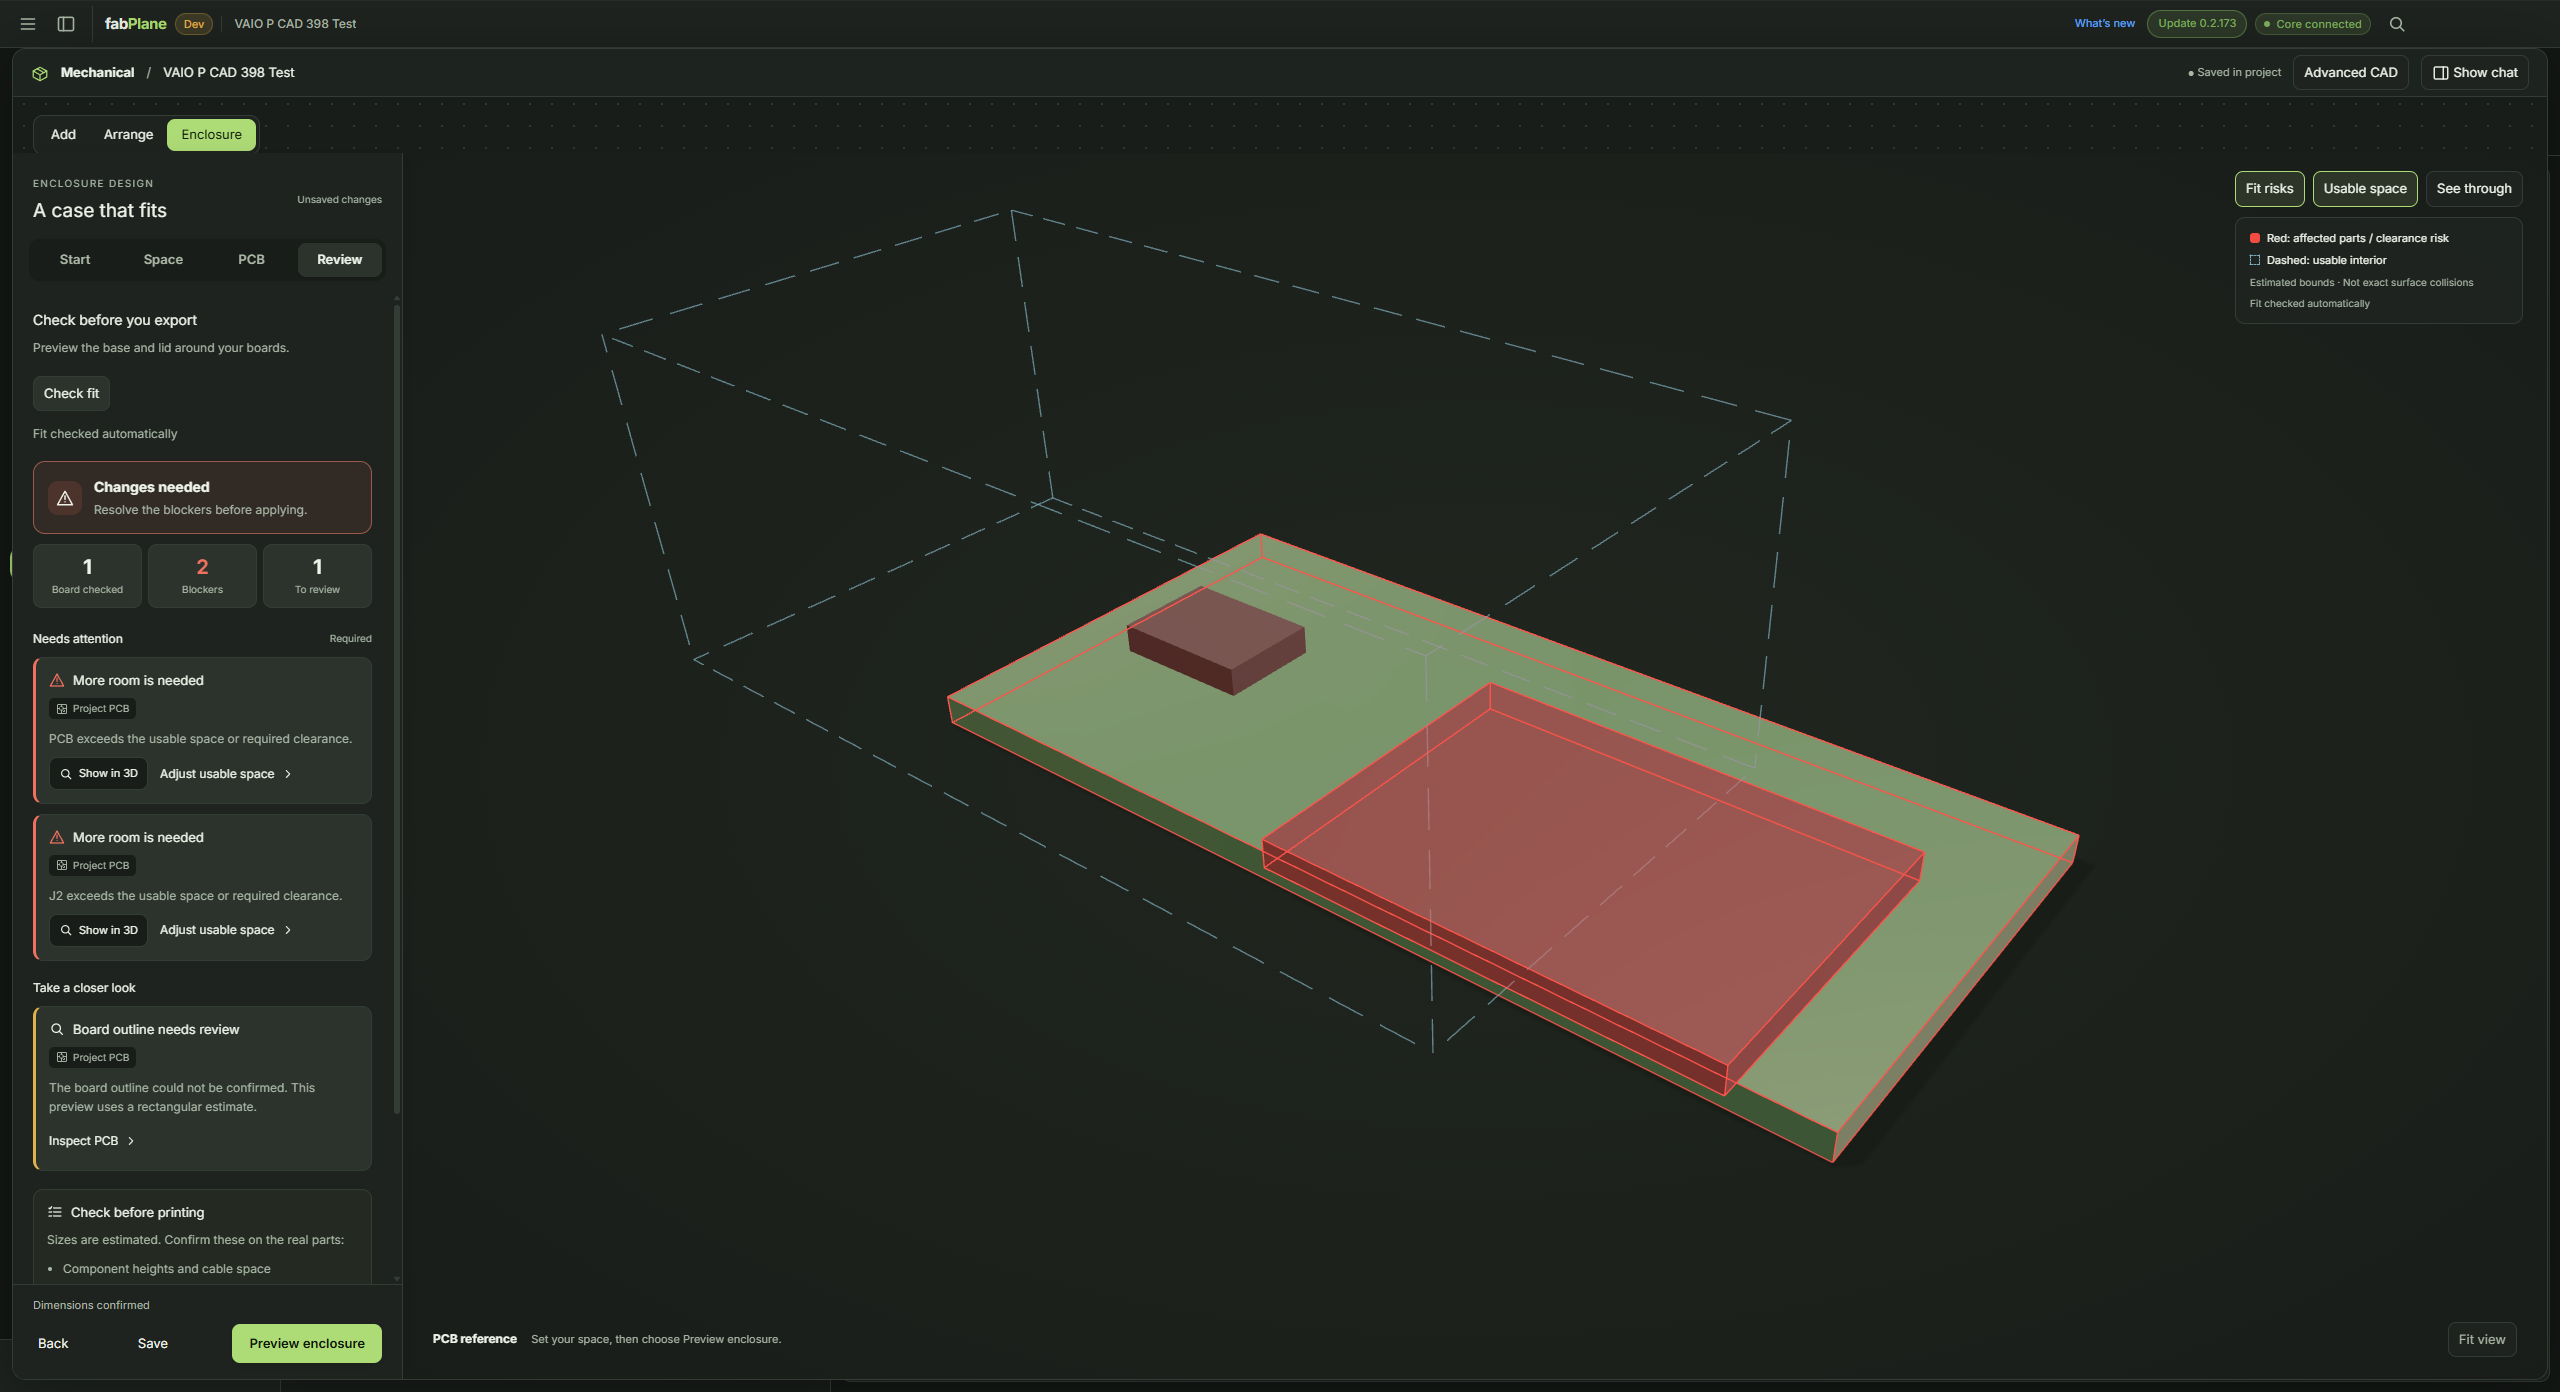 fabPlane Dev VAIO P CAD 398 Test
What's new Update 0.2.173 Core connected
Mechanical / VAIO P CAD 398 Test
Saved in project Advanced CAD Show chat
Add Arrange Enclosure
ENCLOSURE DESIGN
A case that fits
Unsaved changes
Start Space PCB Review
Check before you export
Preview the base and lid around your boards.
Check fit
Fit checked automatically
Changes needed
Resolve the blockers before applying.
1 2 1
Board checked Blockers To review
Needs attention Required
More room is needed
Project PCB
PCB exceeds the usable space or required clearance.
Show in 3D Adjust usable space
More room is needed
Project PCB
J2 exceeds the usable space or required clearance.
Show in 3D Adjust usable space
Take a closer look
Board outline needs review
Project PCB
The board outline could not be confirmed. This
preview uses a rectangular estimate.
Inspect PCB
Check before printing
Sizes are estimated. Confirm these on the real parts:
• Component heights and cable space
Dimensions confirmed
Back Save Preview enclosure
Fit risks Usable space See through
Red: affected parts / clearance risk
Dashed: usable interior
Estimated bounds · Not exact surface collisions
Fit checked automatically
PCB reference Set your space, then choose Preview enclosure.
Fit view